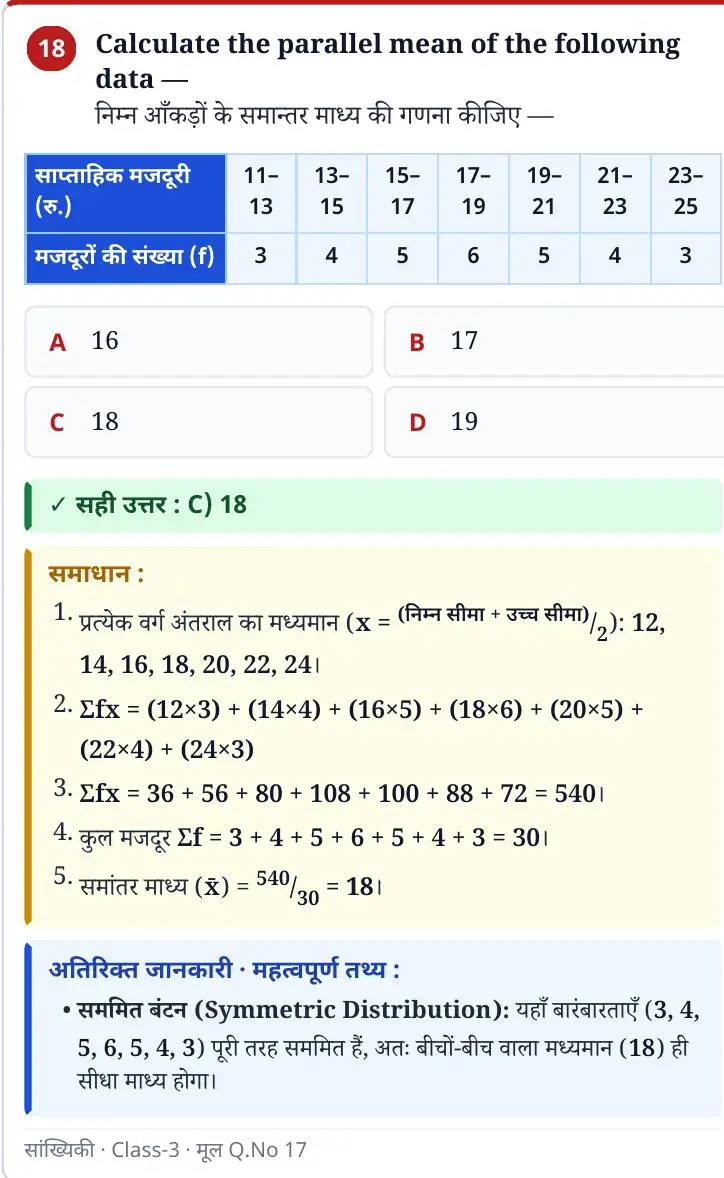 18 Calculate the parallel mean of the following
data —
निम्न आँकड़ों के समान्तर माध्य की गणना कीजिए —
साप्ताहिक मजदूरी (रु.) 11–13 13–15 15–17 17–19 19–21 21–23 23–25
मजदूरों की संख्या (f) 3 4 5 6 5 4 3
A 16 B 17
C 18 D 19
✓ सही उत्तर : C) 18
समाधान :
1. प्रत्येक वर्ग अंतराल का मध्यमान (x = (निम्न सीमा + उच्च सीमा)/2): 12,
14, 16, 18, 20, 22, 24।
2. Σfx = (12×3) + (14×4) + (16×5) + (18×6) + (20×5) +
(22×4) + (24×3)
3. Σfx = 36 + 56 + 80 + 108 + 100 + 88 + 72 = 540।
4. कुल मजदूर Σf = 3 + 4 + 5 + 6 + 5 + 4 + 3 = 30।
5. समांतर माध्य (x̄) = 540/30 = 18।
अतिरिक्त जानकारी · महत्वपूर्ण तथ्य :
• सममित बंटन (Symmetric Distribution): यहाँ बारंबारताएँ (3, 4,
5, 6, 5, 4, 3) पूरी तरह सममित हैं, अतः बीचों-बीच वाला मध्यमान (18) ही
सीधा माध्य होगा।
सांख्यिकी · Class-3 · मूल Q.No 17